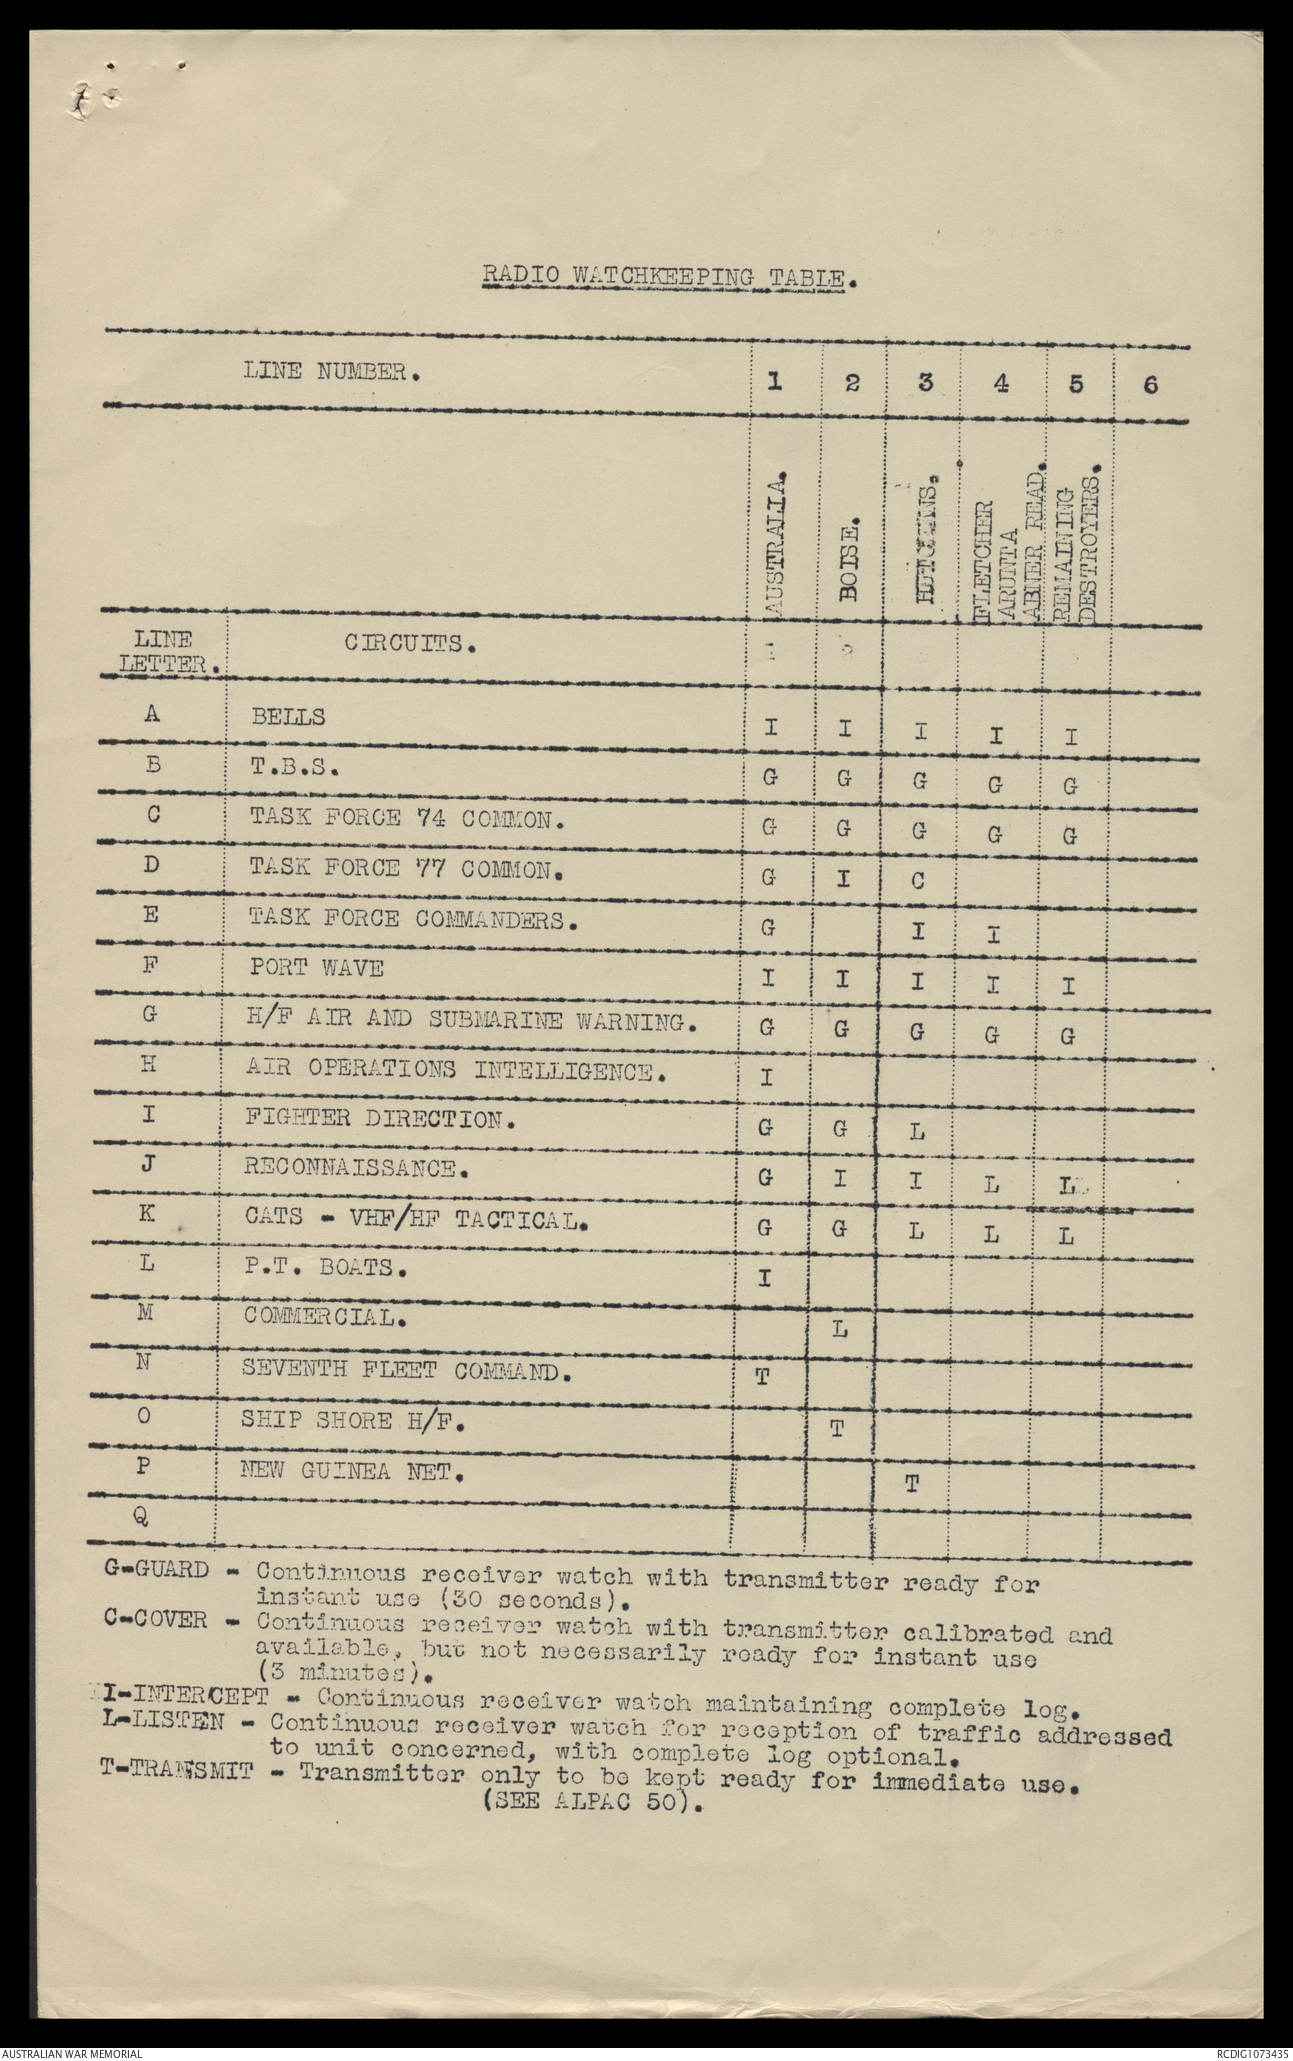 RADIO WATCHKEEPING TABLE.
LINE NUMBER. 1 2 3 4 5 6
AUSTRALIA.
BOISE.
HUTCHINS.
FLETCHER
ARUNTA
ABNER READ.
REMAINING
DESTROYERS.
LINE
LETTER. CIRCUITS.
A BELLS I I I I I
B T.B.S. G G G G G
C TASK FORCE 74 COMMON. G G G G G
D TASK FORCE 77 COMMON. G I C
E TASK FORCE COMMANDERS. G I I
F PORT WAVE I I I I I
G H/F AIR AND SUBMARINE WARNING. G G G G G
H AIR OPERATIONS INTELLIGENCE. I
I FIGHTER DIRECTION. G G L
J RECONNAISSANCE. G I I L L
K CATS - VHF/HF TACTICAL. G G L L L
L P.T. BOATS. I
M COMMERCIAL. L
N SEVENTH FLEET COMMAND. T
O SHIP SHORE H/F. T
P NEW GUINEA NET. T
Q
G-GUARD - Continuous receiver watch with transmitter ready for
instant use (30 seconds).
C-COVER - Continuous receiver watch with transmitter calibrated and
available, but not necessarily ready for instant use
(3 minutes).
I-INTERCEPT - Continuous receiver watch maintaining complete log.
L-LISTEN - Continuous receiver watch for reception of traffic addressed
to unit concerned, with complete log optional.
T-TRANSMIT - Transmitter only to be kept ready for immediate use.
(SEE ALPAC 50).
AUSTRALIAN WAR MEMORIAL
RCDIG1073435